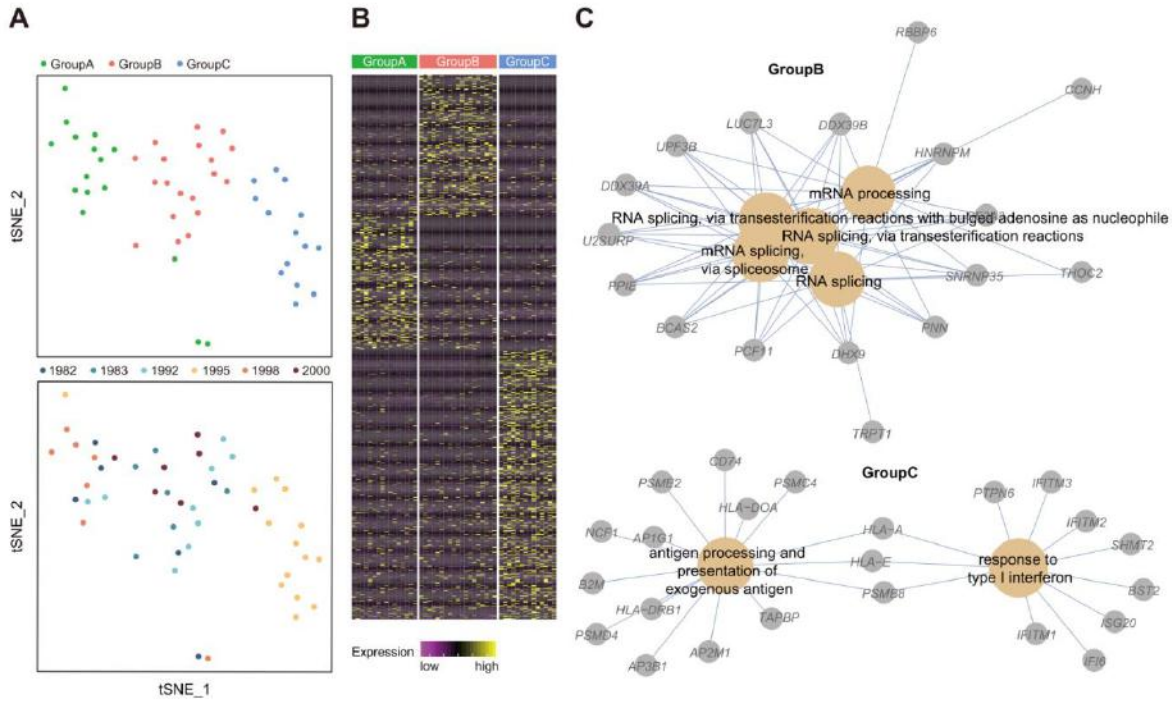 A
B
C
GroupA GroupB GroupC
tSNE_2
1982 1983 1992 1995 1998 2000
tSNE_2
tSNE_1
GroupA GroupB GroupC
Expression
low high
GroupB
RBBP6
CCNH
LUC7L3
DDX39B
UPF3B
HNRNPM
DDX39A
mRNA processing
RNA splicing, via transesterification reactions with bulged adenosine as nucleophile
U2SURP
RNA splicing, via transesterification reactions
mRNA splicing,
via spliceosome
RNA splicing
SNRNP35
THOC2
PPIE
BCAS2
PNN
PCF11
DHX9
TRPT1
GroupC
CD74
PSMB2
PSMC4
HLA-DOA
PTPN6
IFITM3
NCF1
AP1G1
HLA-A
IFITM2
SHMT2
antigen processing and
presentation of
exogenous antigen
HLA-E
response to
type I interferon
B2M
PSMB8
BST2
HLA-DRB1
TAPBP
ISG20
PSMD4
IFITM1
AP3B1
AP2M1
IFI6